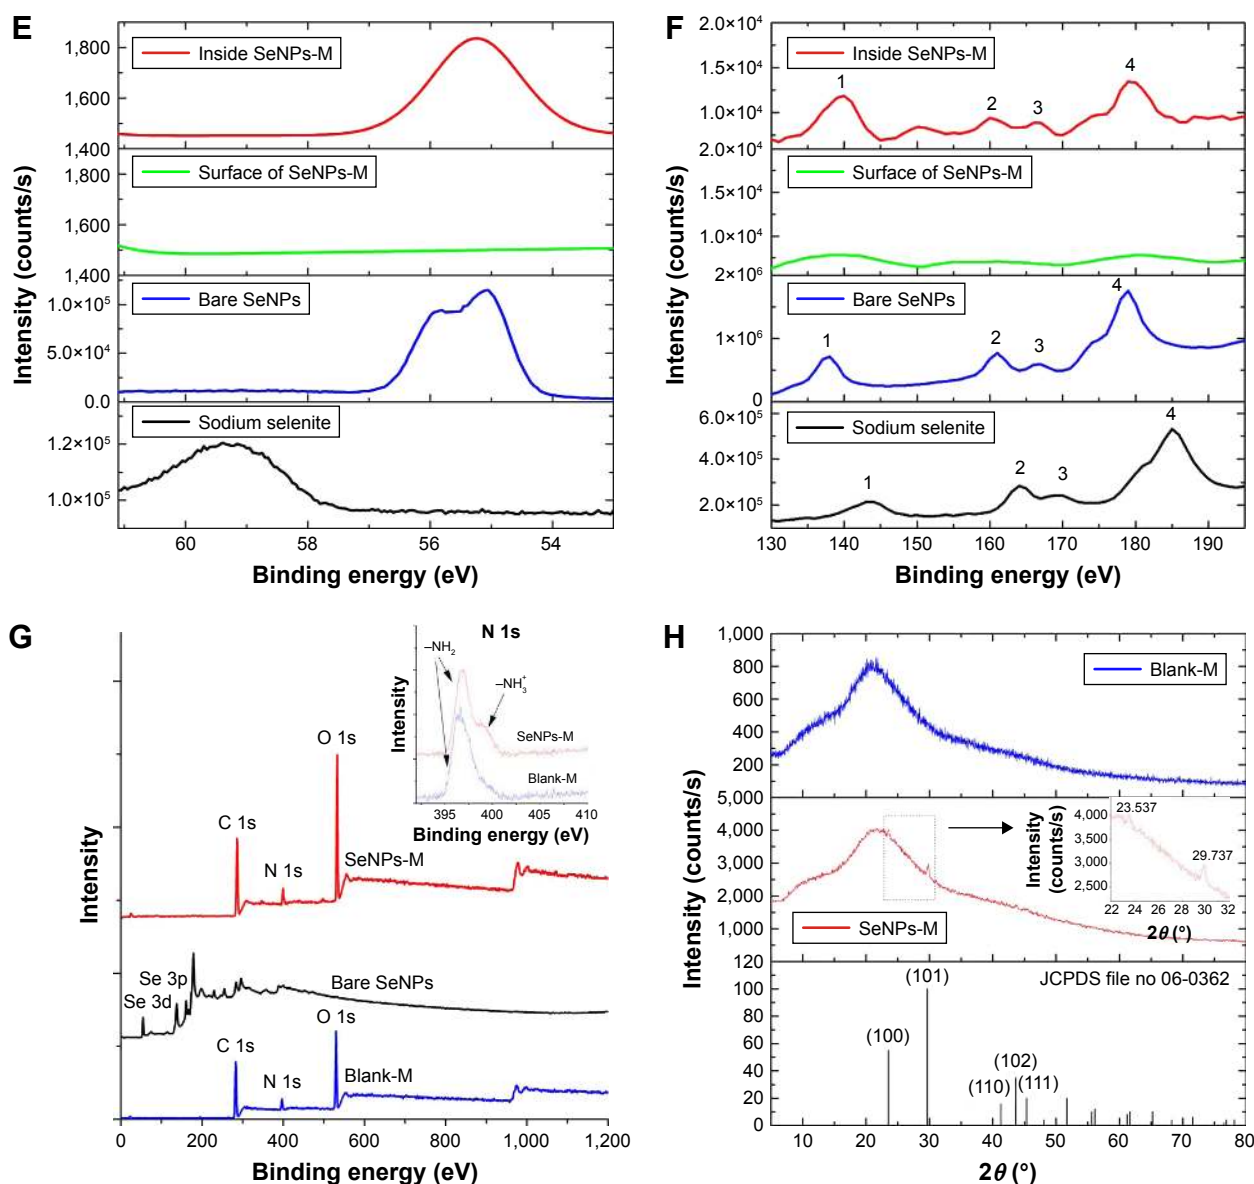 E
Intensity (counts/s)
1,800
1,600
1,400
Inside SeNPs-M
1,800
1,600
1,400
Surface of SeNPs-M
1.0×10⁵
5.0×10⁴
0.0
Bare SeNPs
1.2×10⁵
1.0×10⁵
Sodium selenite
60 58 56 54
Binding energy (eV)
F
Intensity (counts/s)
2.0×10⁴
1.5×10⁴
1.0×10⁴
Inside SeNPs-M
1 2 3 4
2.0×10⁴
1.5×10⁴
1.0×10⁴
Surface of SeNPs-M
2×10⁶
1×10⁶
0
Bare SeNPs
1 2 3 4
6.0×10⁵
4.0×10⁵
2.0×10⁵
Sodium selenite
1 2 3 4
130 140 150 160 170 180 190
Binding energy (eV)
G
Intensity
N 1s
–NH₂
–NH₃⁺
SeNPs-M
Blank-M
Intensity
395 400 405 410
Binding energy (eV)
O 1s
C 1s
N 1s
SeNPs-M
Se 3p
Se 3d
Bare SeNPs
O 1s
C 1s
N 1s
Blank-M
0 200 400 600 800 1,000 1,200
Binding energy (eV)
H
Intensity (counts/s)
1,000
800
600
400
200
Blank-M
5,000
4,000
3,000
2,000
1,000
SeNPs-M
Intensity
(counts/s)
4,000
3,500
3,000
2,500
23.537
29.737
22 24 26 28 30 32
2θ (°)
120
100
80
60
40
20
0
JCPDS file no 06-0362
(101)
(100)
(102)
(110) (111)
10 20 30 40 50 60 70 80
2θ (°)